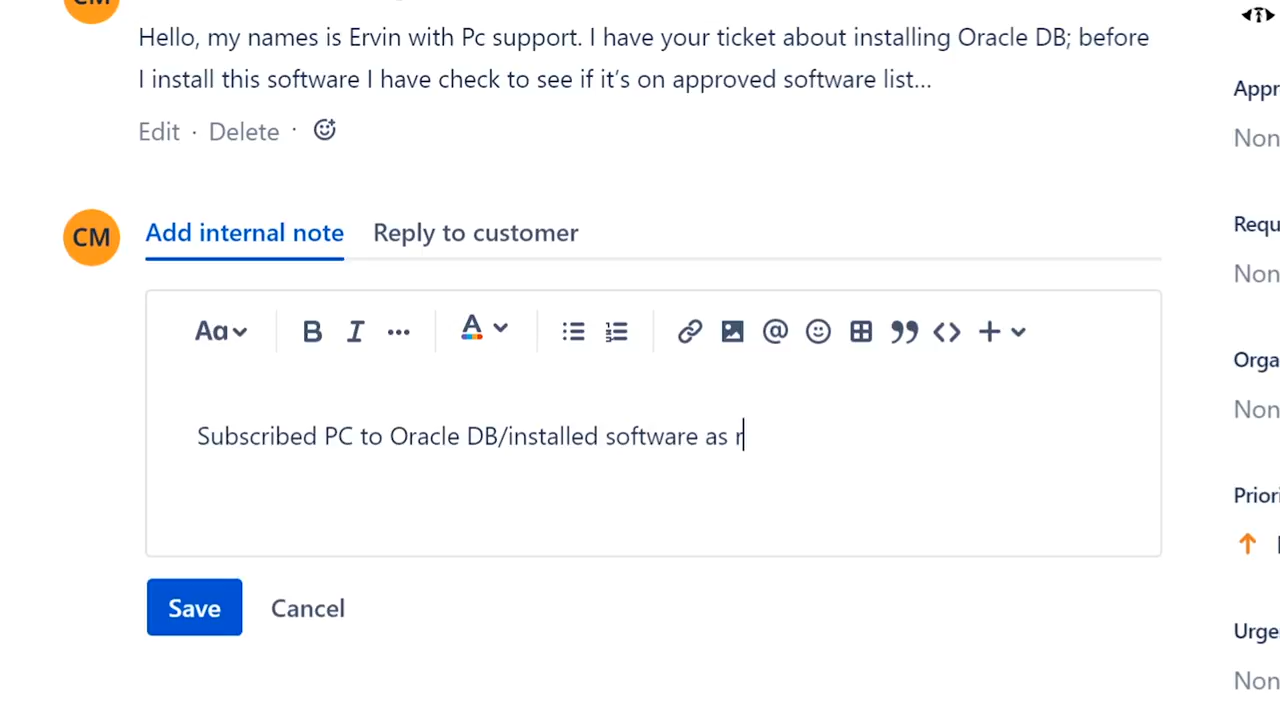 CM
Hello, my names is Ervin with Pc support. I have your ticket about installing Oracle DB; before
I install this software I have check to see if it's on approved software list...
Edit · Delete ·
CM
Add internal note
Reply to customer
Aa
B I ... A
Subscribed PC to Oracle DB/installed software as r
Save
Cancel
Appr
Non
Requ
Non
Orga
Non
Prior
Urge
Non